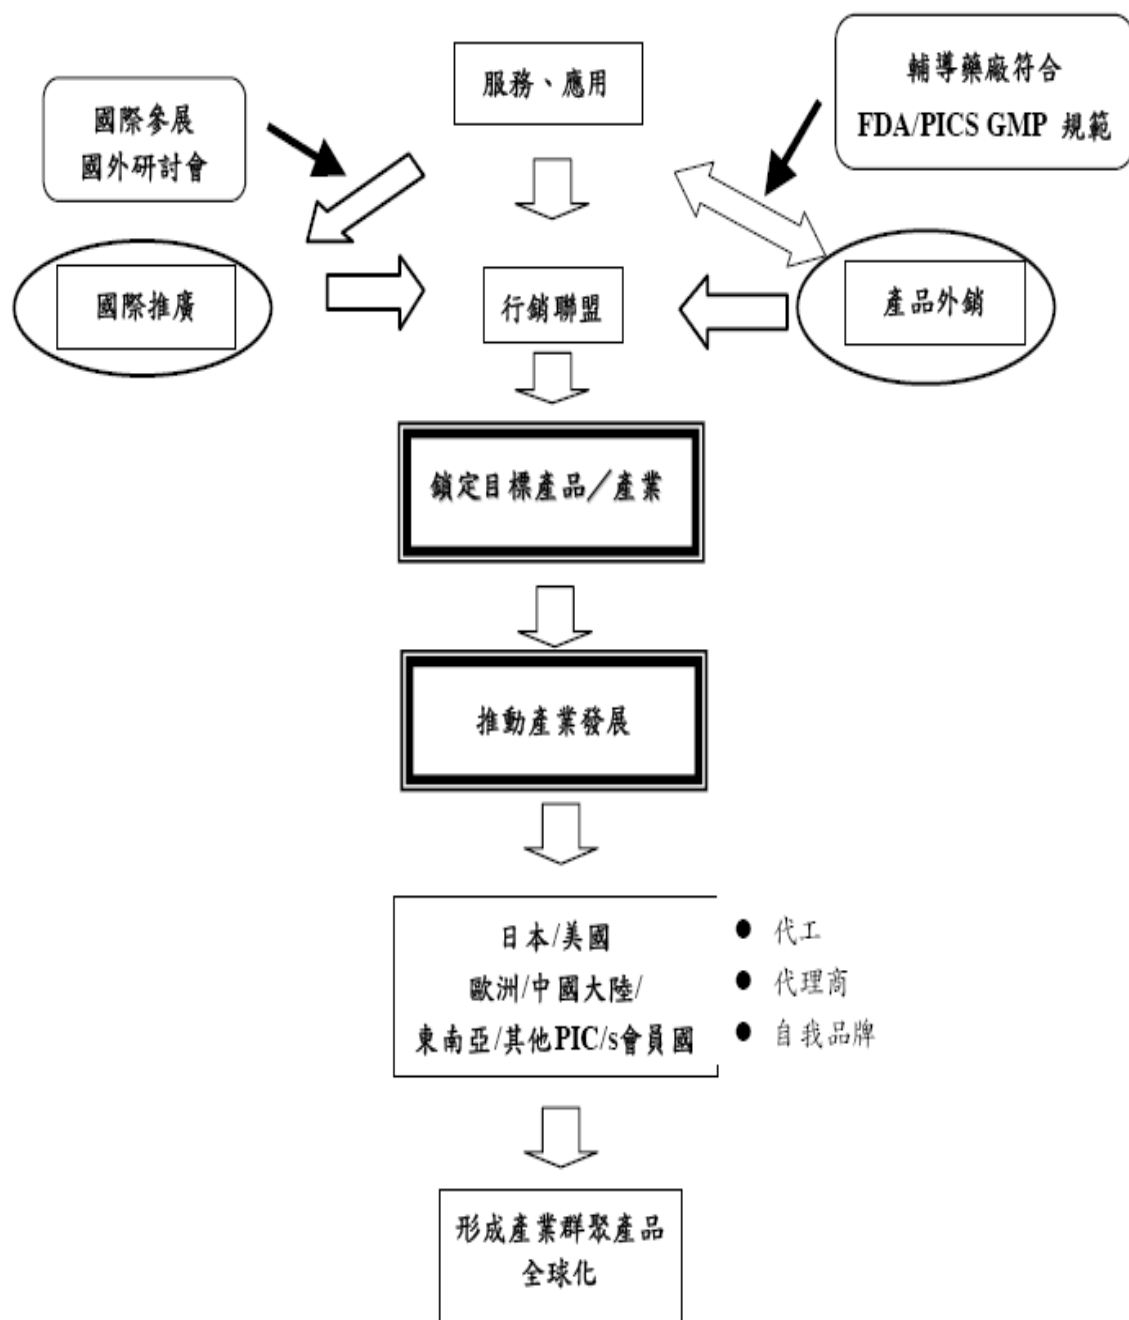 服務、應用
輔導藥廠符合
FDA/PICS GMP 規範
國際參展
國外研討會
國際推廣
行銷聯盟
產品外銷
鎖定目標產品／產業
推動產業發展
日本/美國
歐洲/中國大陸/
東南亞/其他PIC/s會員國
● 代工
● 代理商
● 自我品牌
形成產業群聚產品
全球化